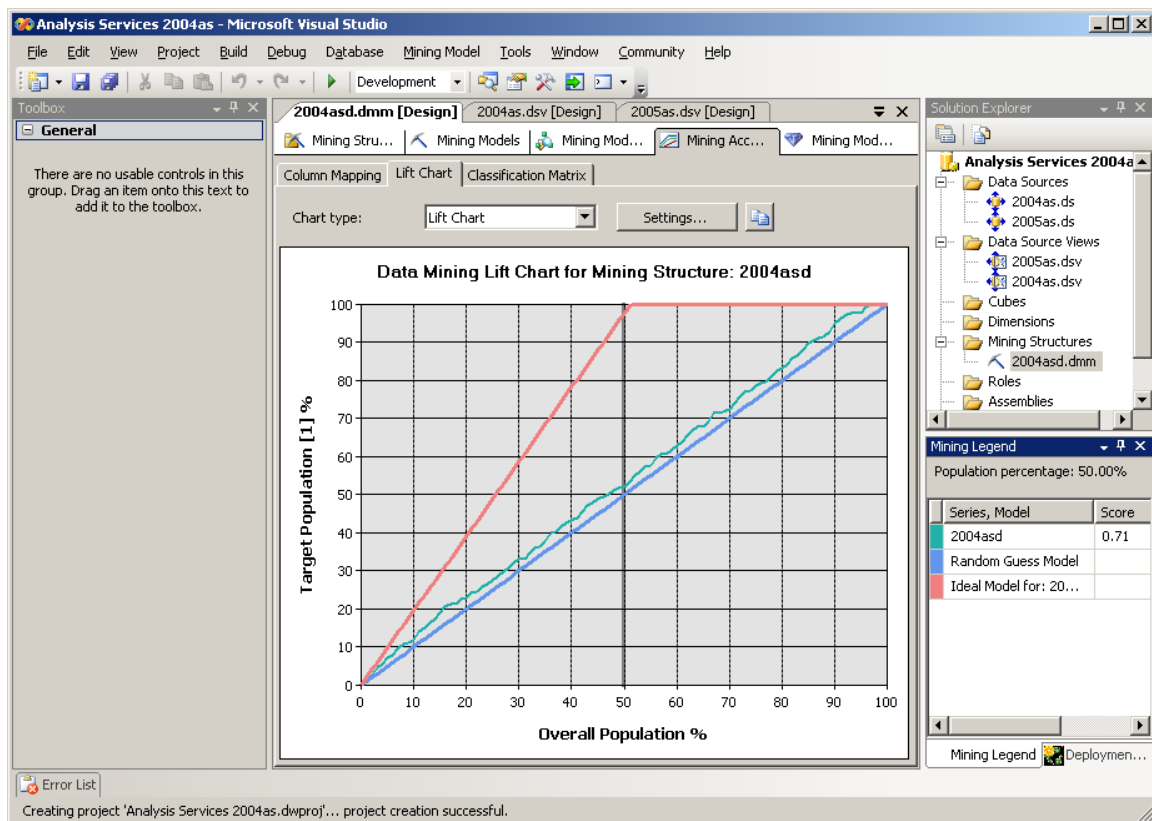 Analysis Services 2004as - Microsoft Visual Studio
File Edit View Project Build Debug Database Mining Model Tools Window Community Help
Development
Toolbox
General
There are no usable controls in this
group. Drag an item onto this text to
add it to the toolbox.
2004asd.dmm [Design] 2004as.dsv [Design] 2005as.dsv [Design]
Mining Stru... Mining Models Mining Mod... Mining Acc... Mining Mod...
Column Mapping Lift Chart Classification Matrix
Chart type: Lift Chart Settings...
Data Mining Lift Chart for Mining Structure: 2004asd
Target Population [1] %
100
90
80
70
60
50
40
30
20
10
0
0 10 20 30 40 50 60 70 80 90 100
Overall Population %
Solution Explorer
Analysis Services 2004a
Data Sources
2004as.ds
2005as.ds
Data Source Views
2005as.dsv
2004as.dsv
Cubes
Dimensions
Mining Structures
2004asd.dmm
Roles
Assemblies
Mining Legend
Population percentage: 50.00%
Series, Model Score
2004asd 0.71
Random Guess Model
Ideal Model for: 20...
Mining Legend Deploymen...
Error List
Creating project 'Analysis Services 2004as.dwproj'... project creation successful.